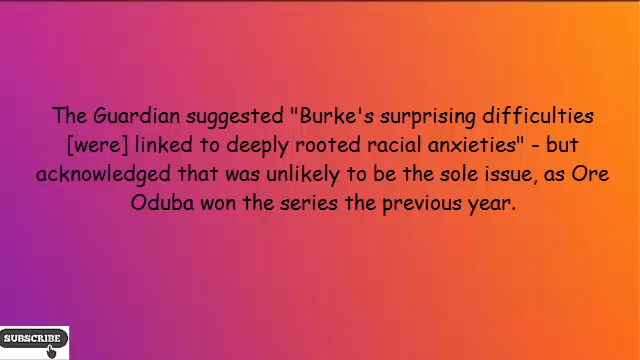 The Guardian suggested "Burke's surprising difficulties
[were] linked to deeply rooted racial anxieties" - but
acknowledged that was unlikely to be the sole issue, as Ore
Oduba won the series the previous year.
SUBSCRIBE